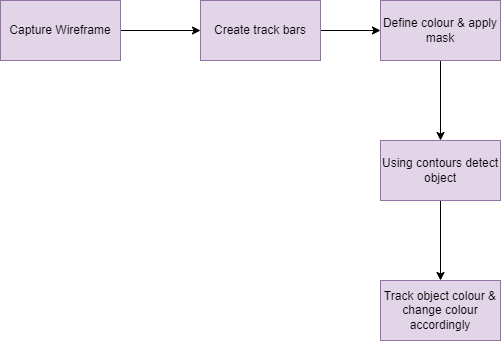 Capture Wireframe
Create track bars
Define colour & apply
mask
Using contours detect
object
Track object colour &
change colour
accordingly